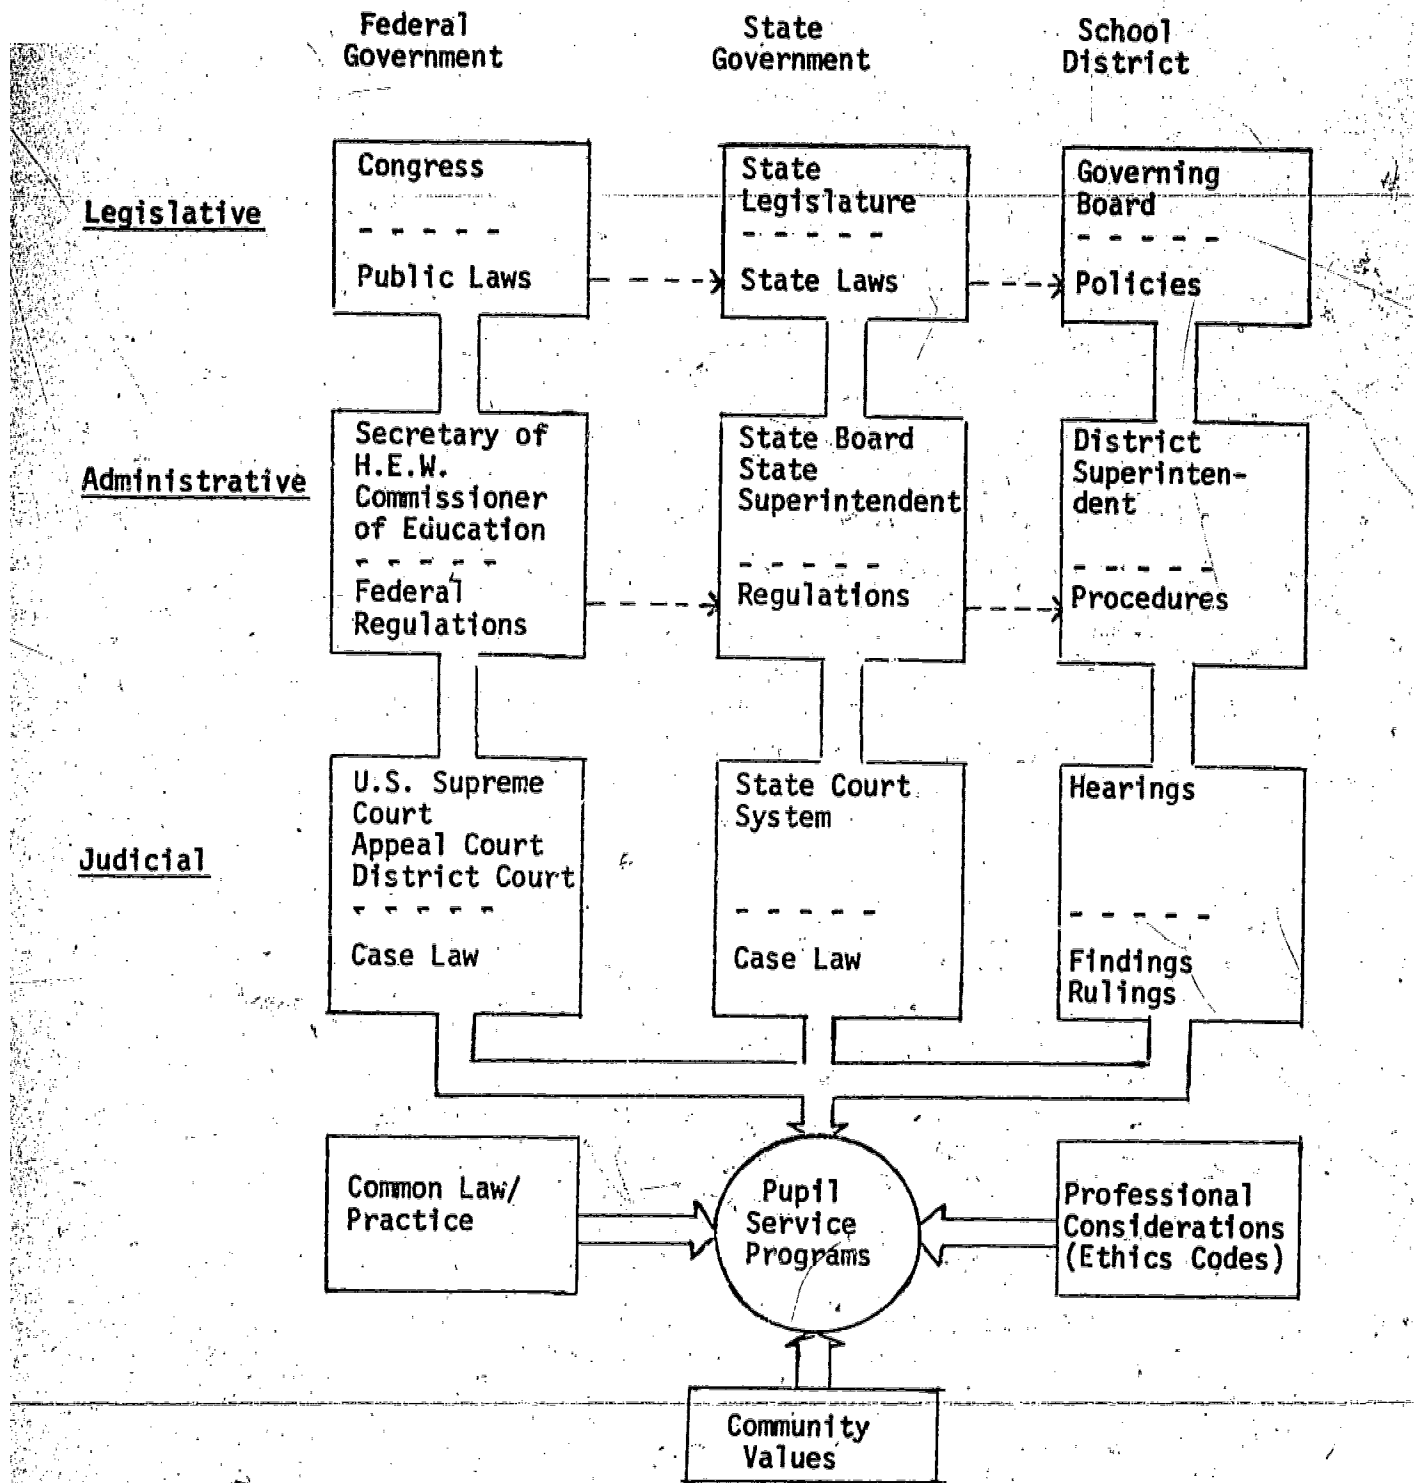 Federal
Government
State
Government
School
District
Legislative
Congress
- - - - -
Public Laws
State
Legislature
- - - - -
State Laws
Governing
Board
- - - - -
Policies
Administrative
Secretary of
H.E.W.
Commissioner
of Education
- - - - -
Federal
Regulations
State Board
State
Superintendent
- - - - -
Regulations
District
Superinten-
dent
- - - - -
Procedures
Judicial
U.S. Supreme
Court
Appeal Court
District Court
- - - - -
Case Law
State Court
System
- - - - -
Case Law
Hearings
- - - - -
Findings
Rulings
Common Law/
Practice
Pupil
Service
Programs
Professional
Considerations
(Ethics Codes)
Community
Values